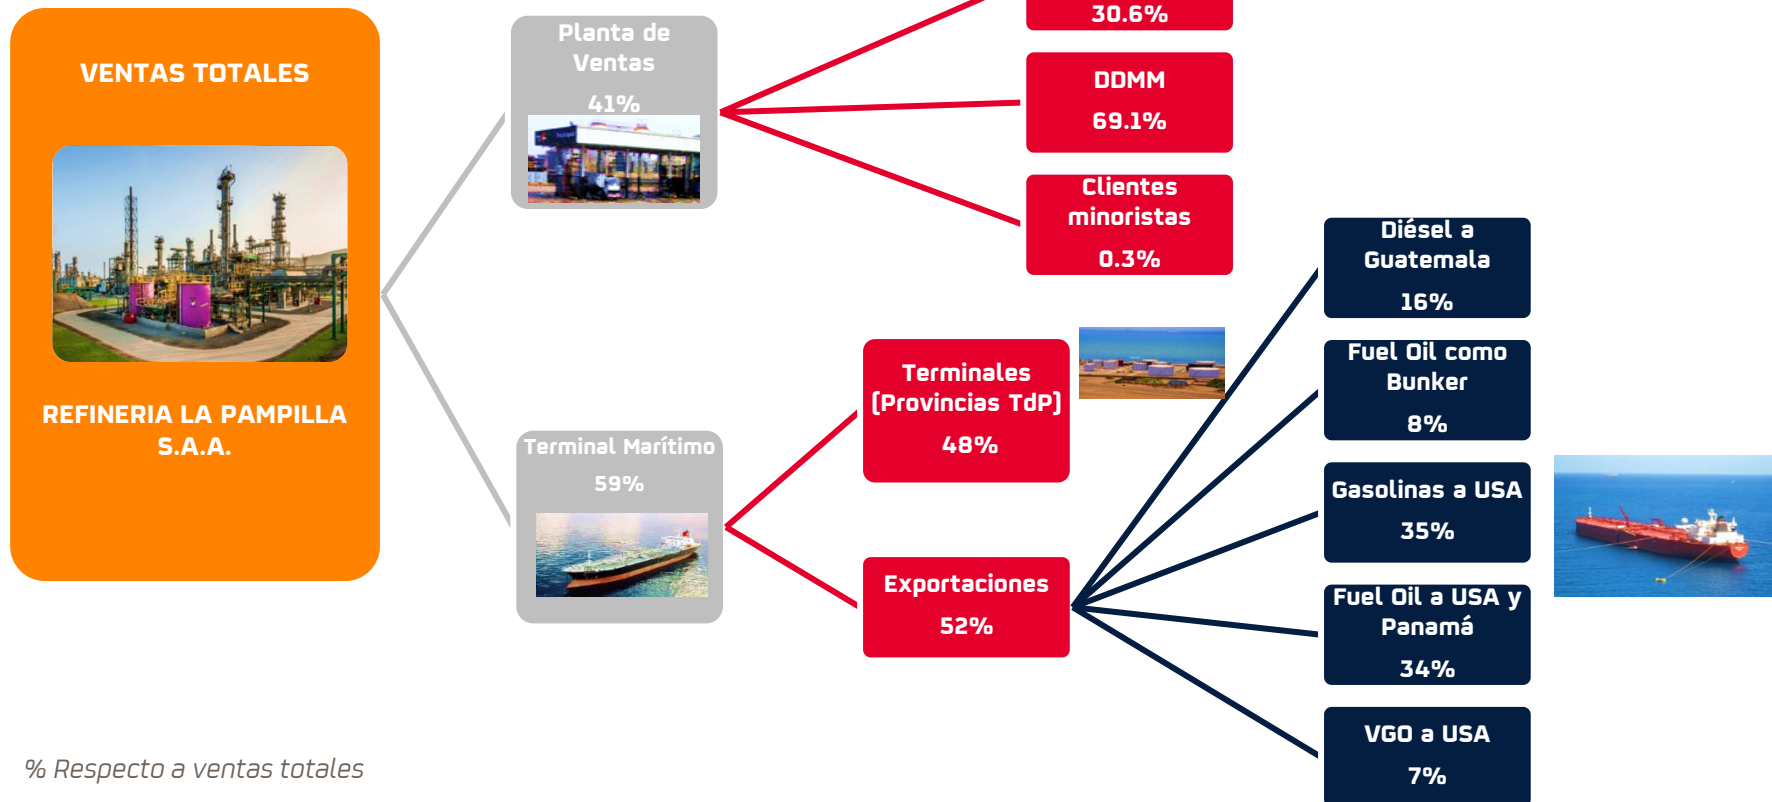 VENTAS TOTALES
REFINERIA LA PAMPILLA
S.A.A.
Planta de
Ventas
41%
30.6%
DDMM
69.1%
Clientes
minoristas
0.3%
Terminal Marítimo
59%
Terminales
(Provincias TdP)
48%
Exportaciones
52%
Diésel a
Guatemala
16%
Fuel Oil como
Bunker
8%
Gasolinas a USA
35%
Fuel Oil a USA y
Panamá
34%
VGO a USA
7%
% Respecto a ventas totales